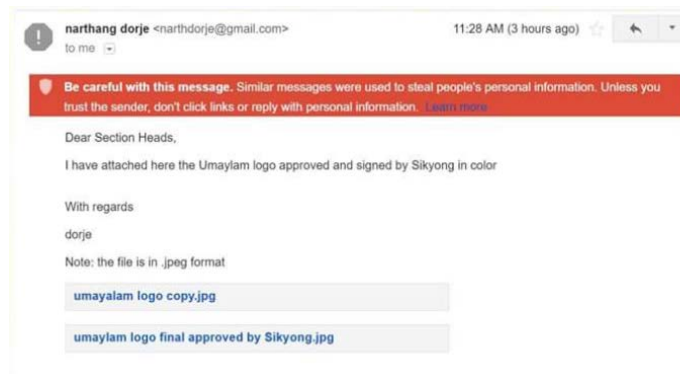 narthang dorje <narthdorje@gmail.com> 11:28 AM (3 hours ago)
to me
Be careful with this message. Similar messages were used to steal people's personal information. Unless you
trust the sender, don't click links or reply with personal information. Learn more
Dear Section Heads,
I have attached here the Umaylam logo approved and signed by Sikyong in color
With regards
dorje
Note: the file is in .jpeg format
umayalam logo copy.jpg
umaylam logo final approved by Sikyong.jpg